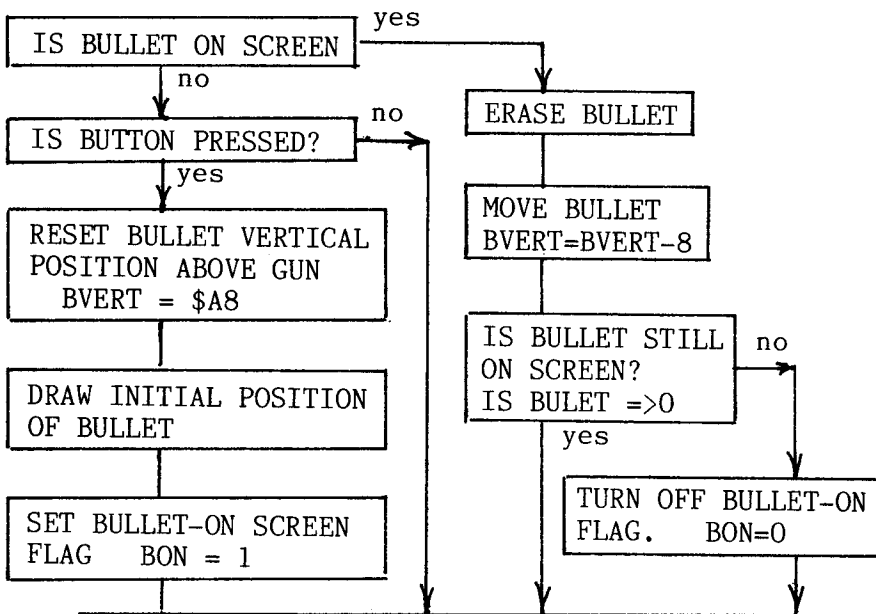 IS BULLET ON SCREEN
yes
no
IS BUTTON PRESSED?
no
yes
RESET BULLET VERTICAL
POSITION ABOVE GUN
BVERT = $A8
DRAW INITIAL POSITION
OF BULLET
SET BULLET-ON SCREEN
FLAG BON = 1
ERASE BULLET
MOVE BULLET
BVERT=BVERT-8
IS BULLET STILL
ON SCREEN?
IS BULET =>0
no
yes
TURN OFF BULLET-ON
FLAG. BON=0